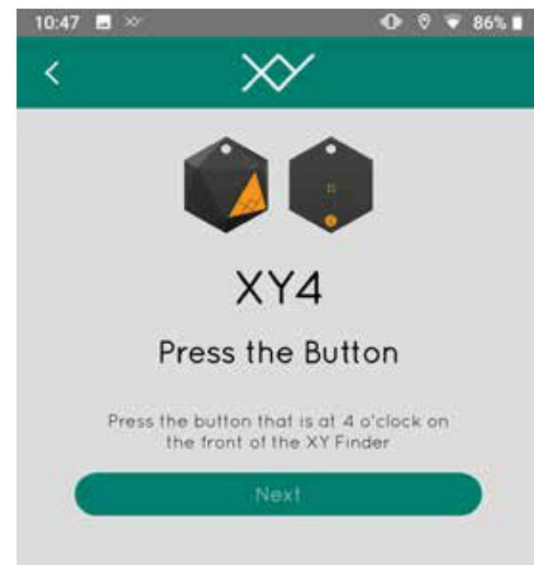 10:47
86%
XY
XY4
Press the Button
Press the button that is at 4 o'clock on
the front of the XY Finder
Next